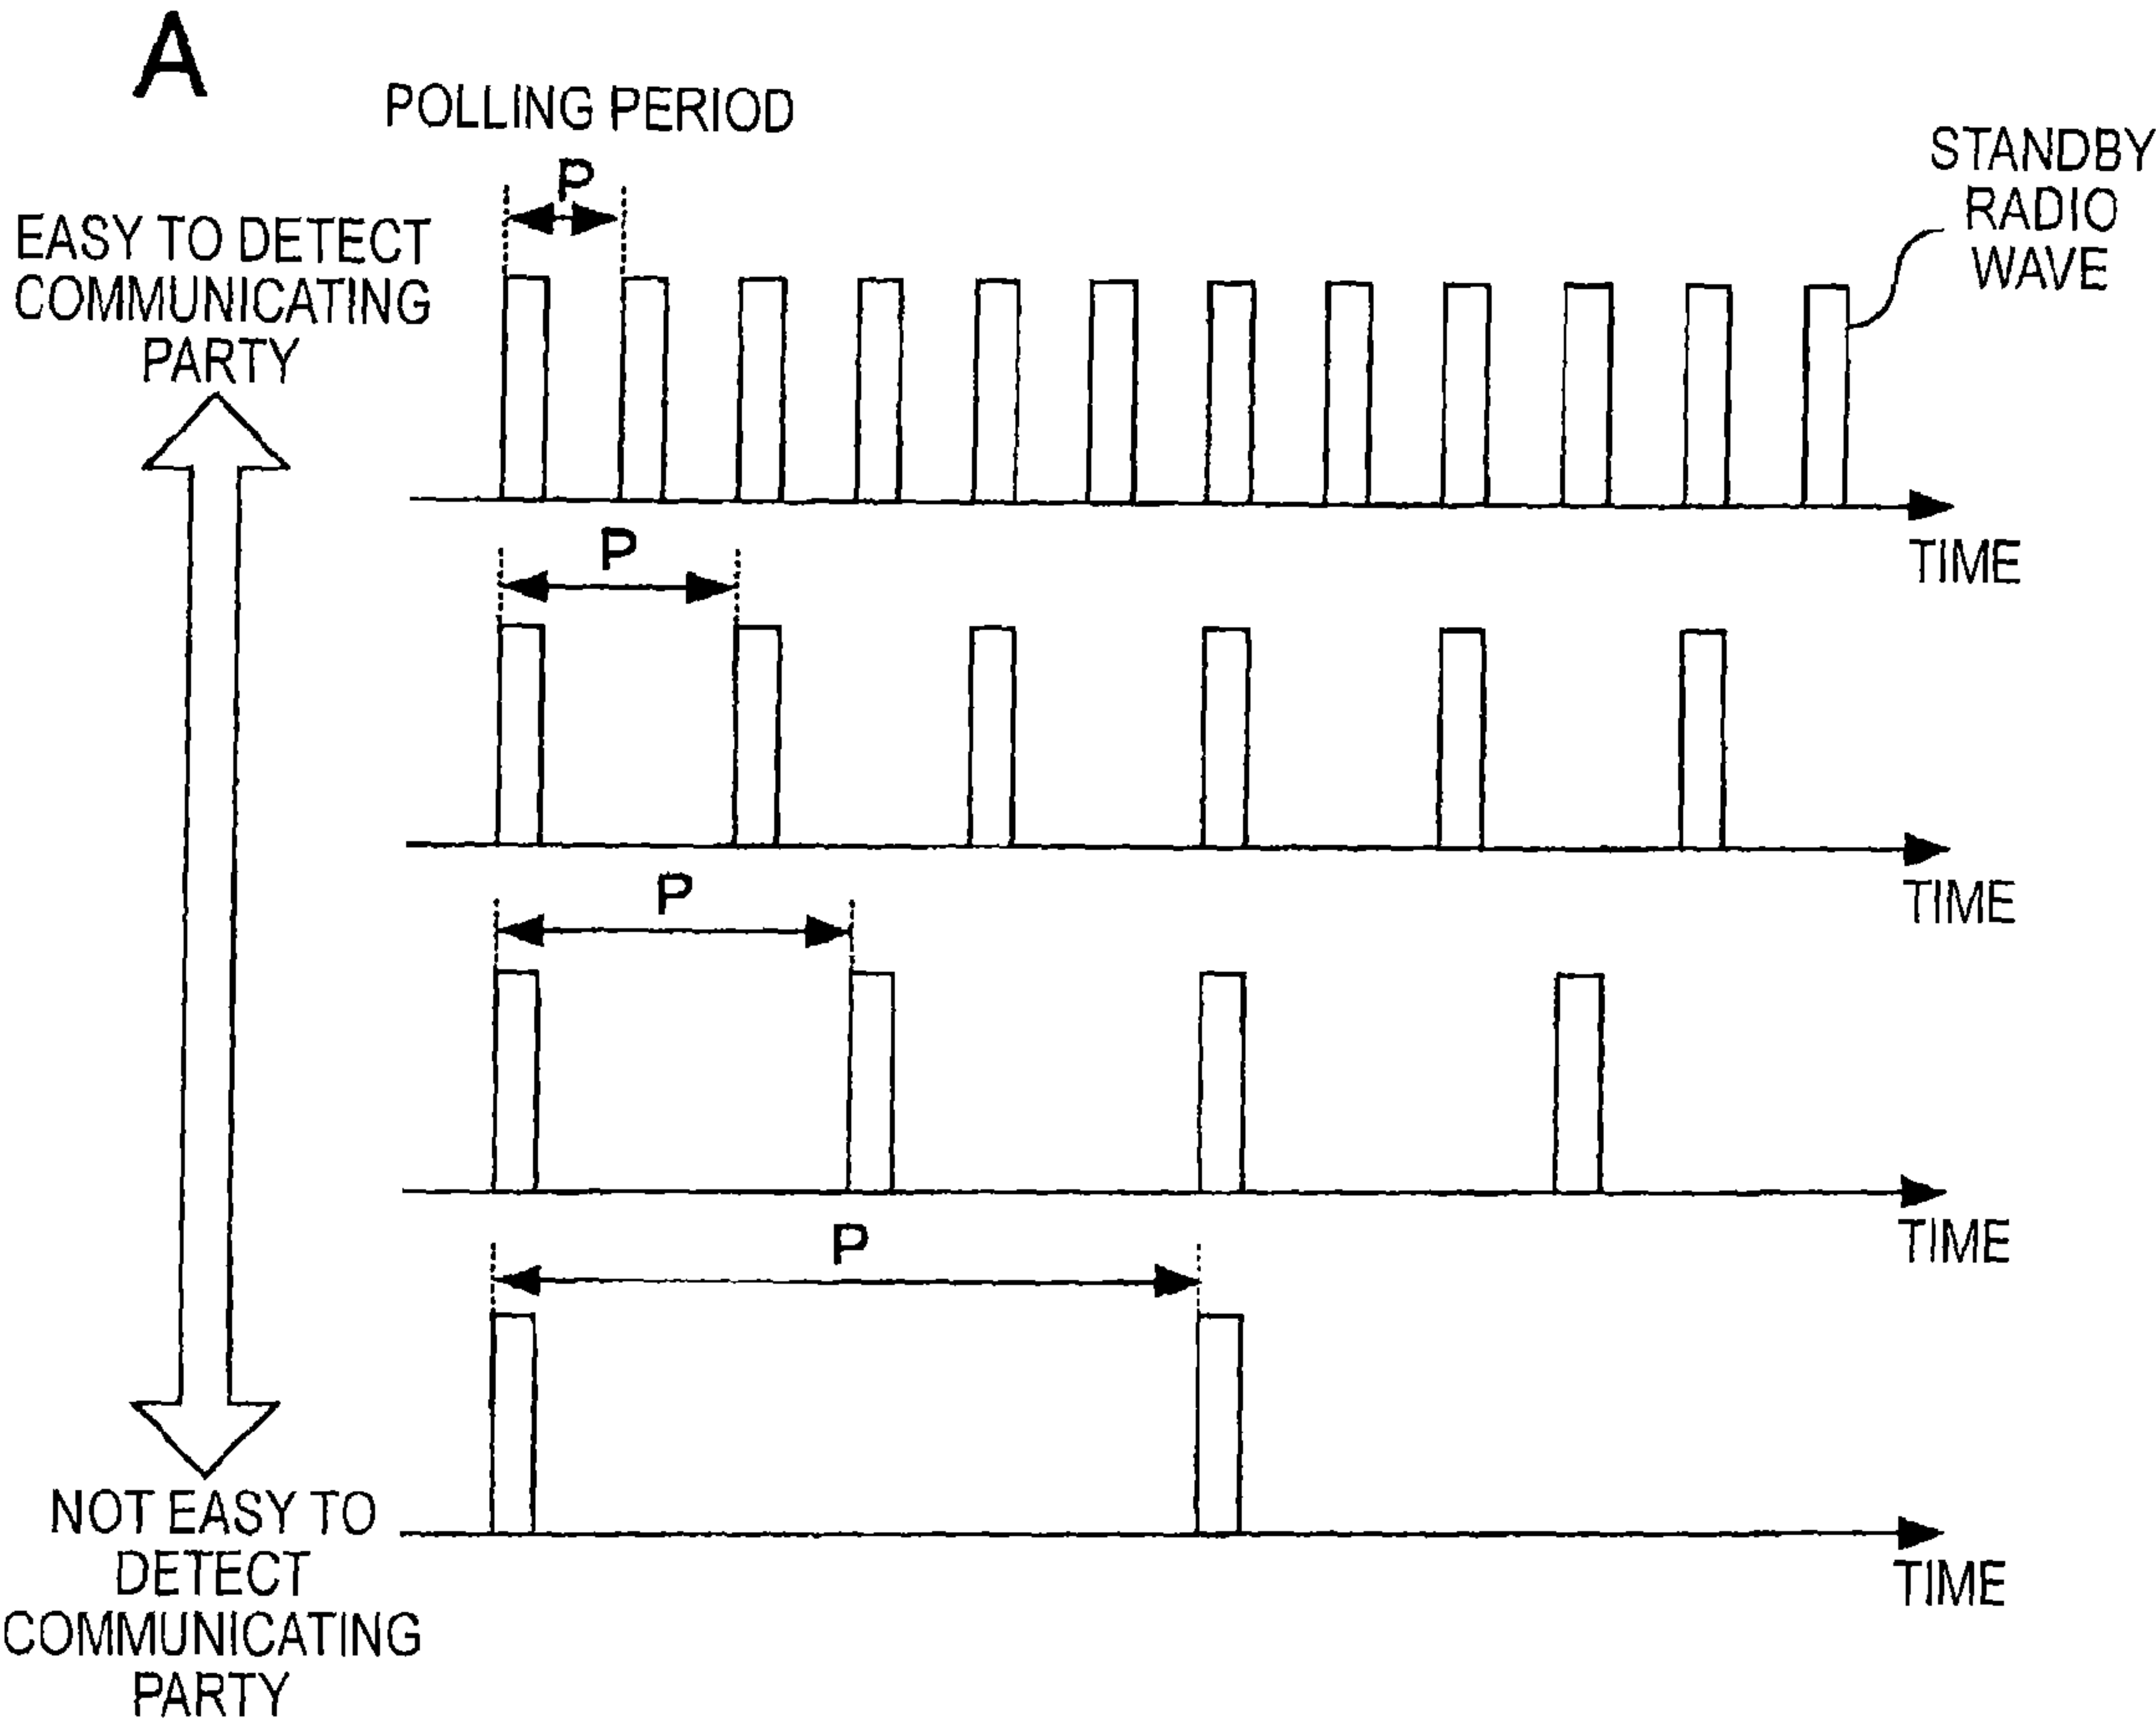 A
POLLING PERIOD
P
STANDBY
RADIO
WAVE
EASY TO DETECT
COMMUNICATING
PARTY
TIME
P
TIME
P
TIME
P
TIME
NOT EASY TO
DETECT
COMMUNICATING
PARTY